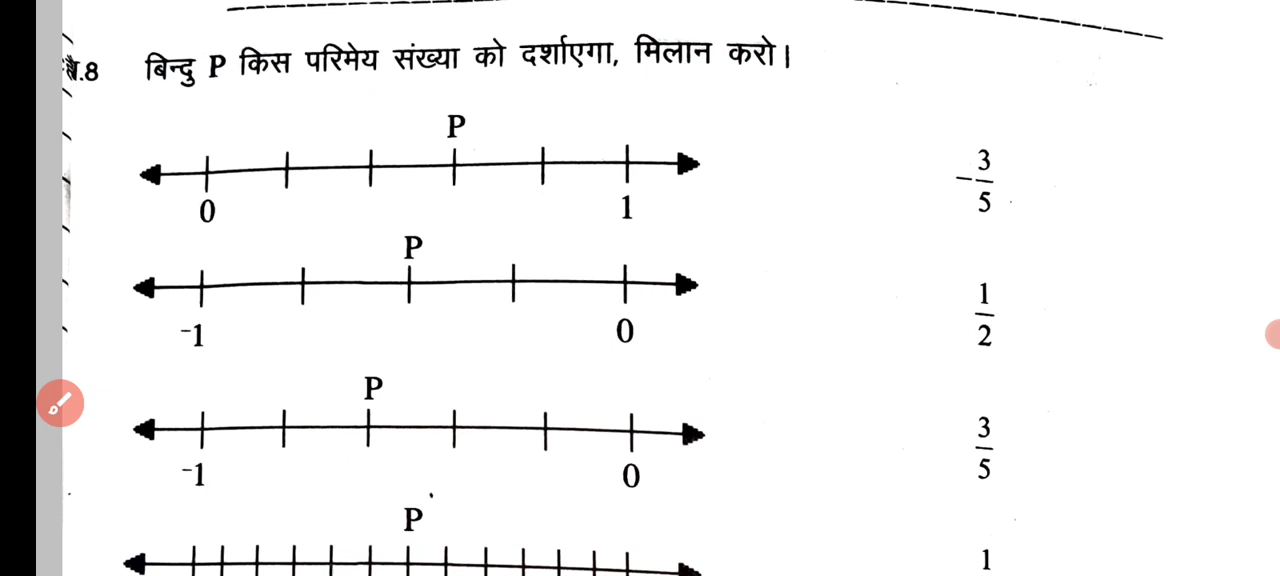 .8 बिन्दु P किस परिमेय संख्या को दर्शाएगा, मिलान करो।
P
0 1
-3/5
P
-1 0
1/2
P
-1 0
3/5
P
1